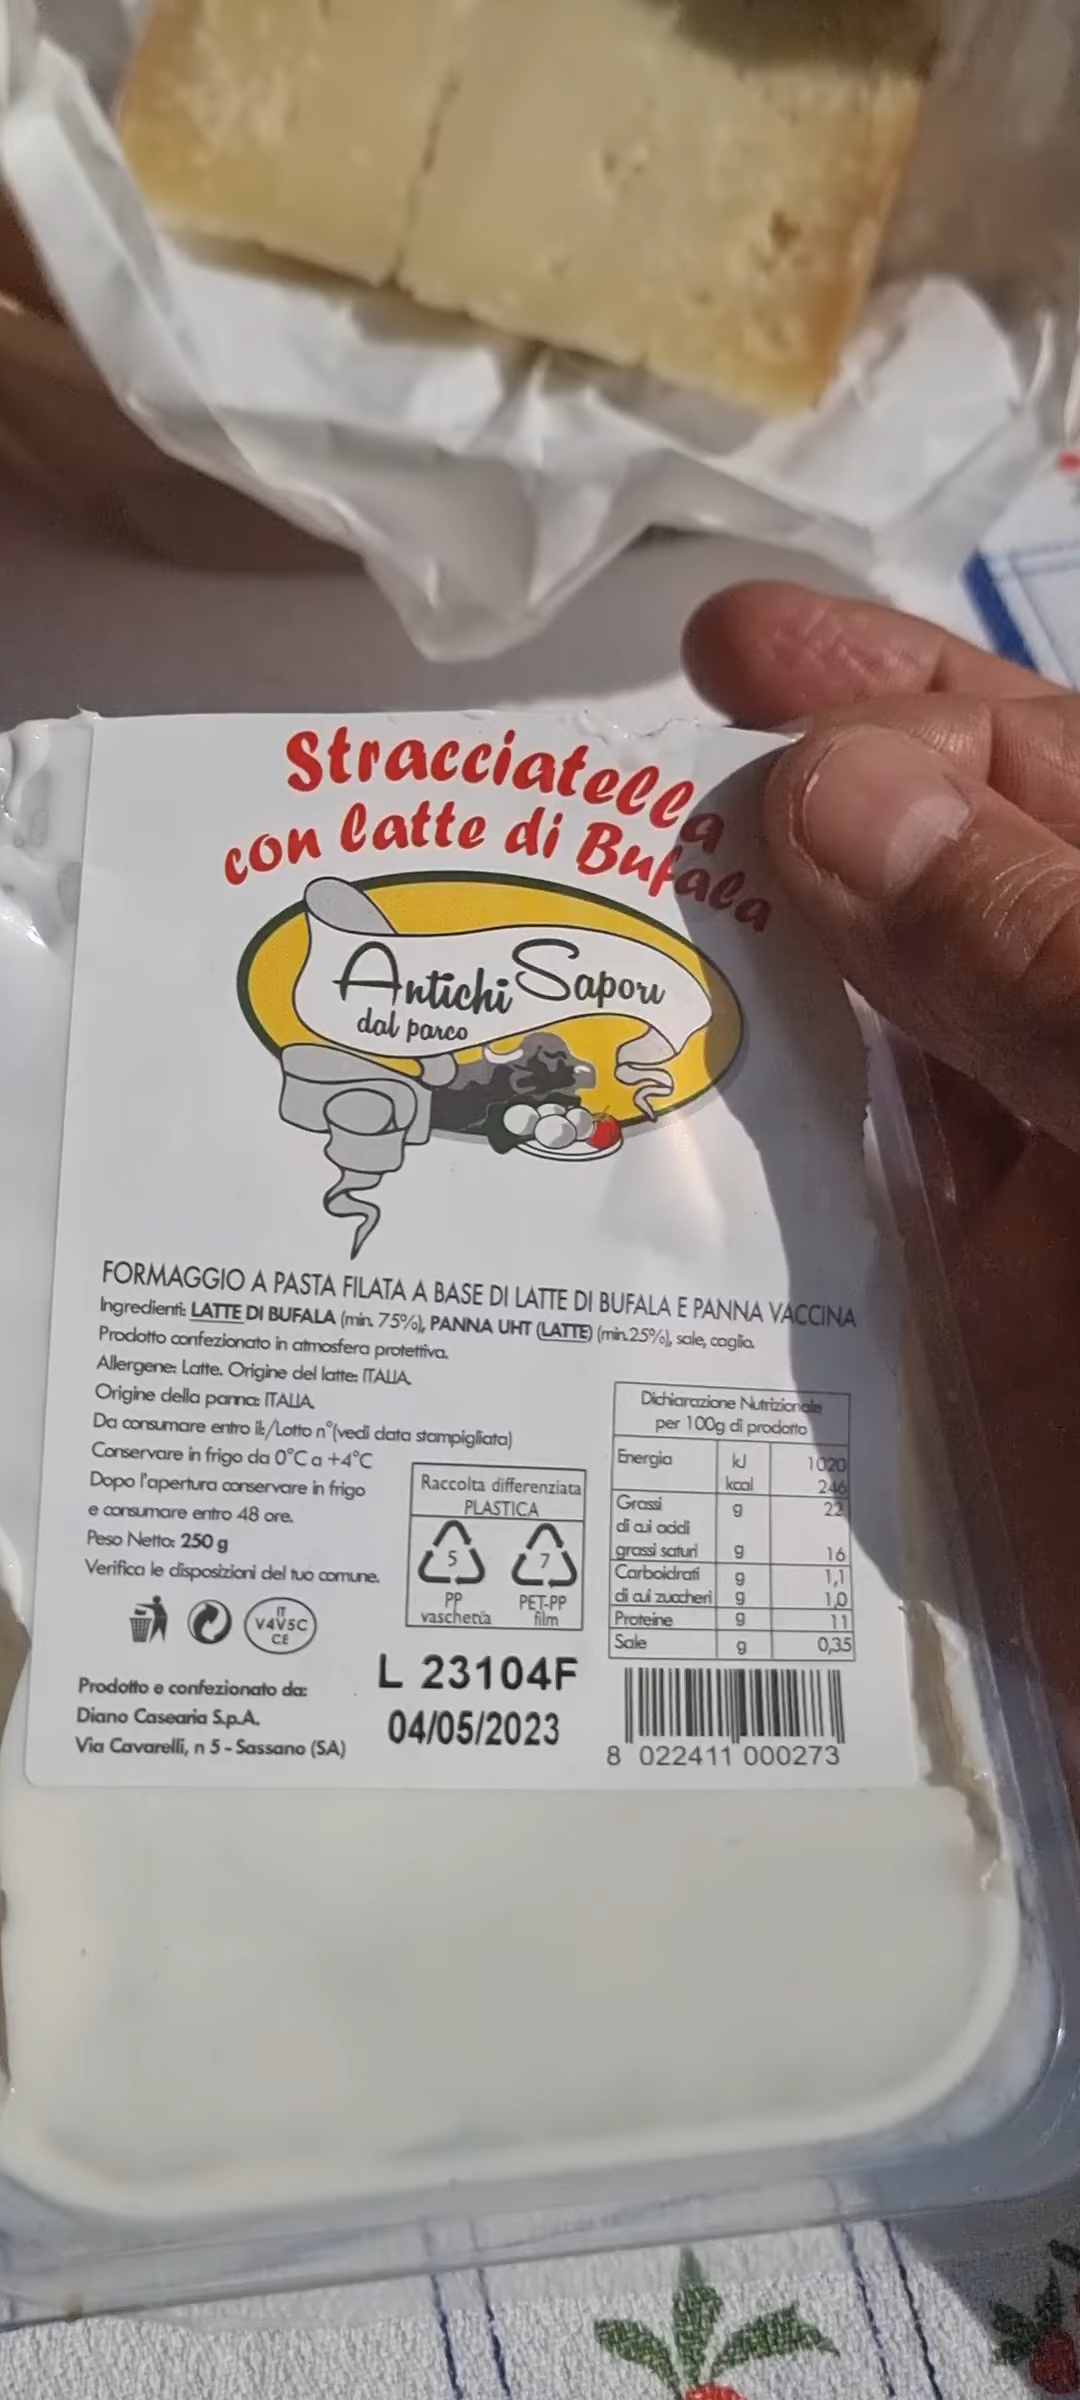 Stracciatella
con latte di Bufala
Antichi Sapori
dal parco
FORMAGGIO A PASTA FILATA A BASE DI LATTE DI BUFALA E PANNA VACCINA
Ingredienti: LATTE DI BUFALA (min. 75%), PANNA UHT (LATTE) (min.25%), sale, caglio.
Prodotto confezionato in atmosfera protettiva.
Allergene: Latte. Origine del latte: ITALIA
Origine della panna: ITALIA
Da consumare entro il:/Lotto n°(vedi data stampigliata)
Conservare in frigo da 0°C a +4°C
Dopo l'apertura conservare in frigo
e consumare entro 48 ore.
Peso Netto: 250 g
Verifica le disposizioni del tuo comune.
Raccolta differenziata
PLASTICA
5 7
PP PET-PP
vaschetta film
Dichiarazione Nutrizionale
per 100g di prodotto
Energia kJ 1020
kcal 246
Grassi g 22
di cui acidi
grassi saturi g 16
Carboidrati g 1,1
di cui zuccheri g 1,0
Proteine g 11
Sale g 0,35
IT
V4V5C
CE
Prodotto e confezionato da:
Diano Casearia S.p.A.
Via Cavarelli, n 5 - Sassano (SA)
L 23104F
04/05/2023
8 022411 000273